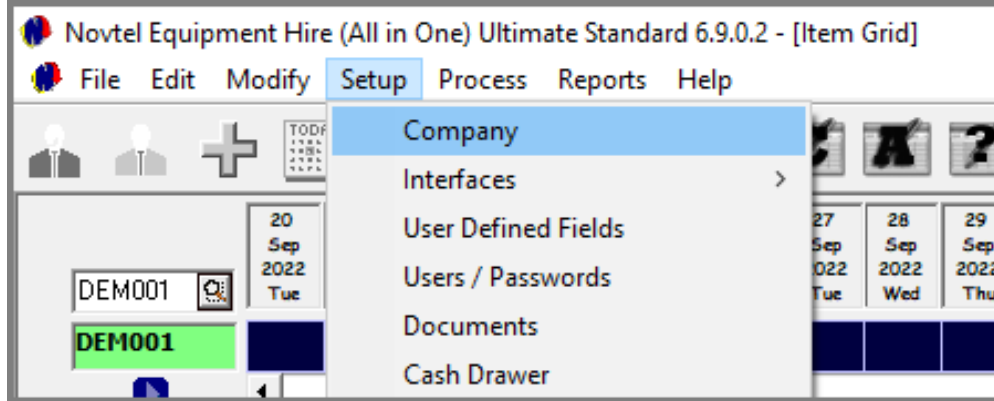 Novtel Equipment Hire (All in One) Ultimate Standard 6.9.0.2 - [Item Grid]
File Edit Modify Setup Process Reports Help
Company
Interfaces >
User Defined Fields
Users / Passwords
Documents
Cash Drawer
A ?
20 Sep 2022 Tue
27 Sep 2022 Tue
28 Sep 2022 Wed
29 Sep 2022 Thu
DEM001
DEM001